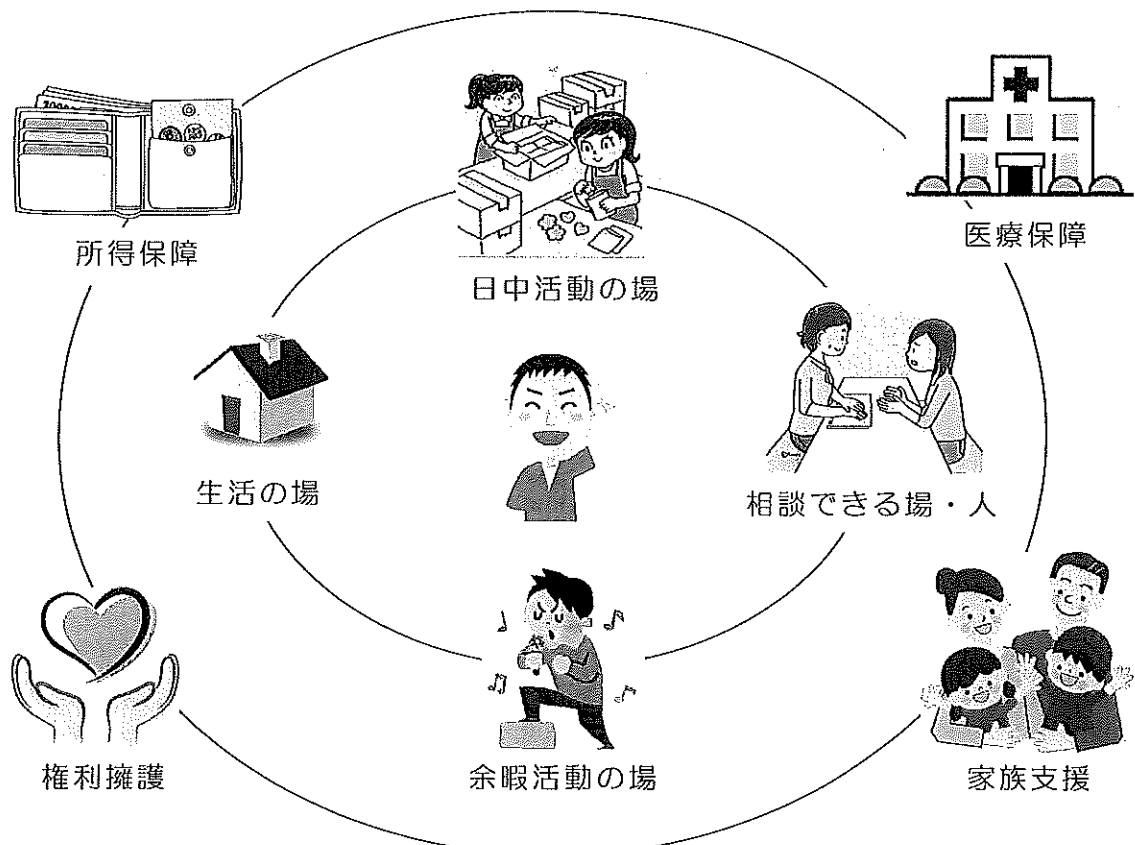 所得保障
医療保障
日中活動の場
生活の場
相談できる場・人
権利擁護
余暇活動の場
家族支援